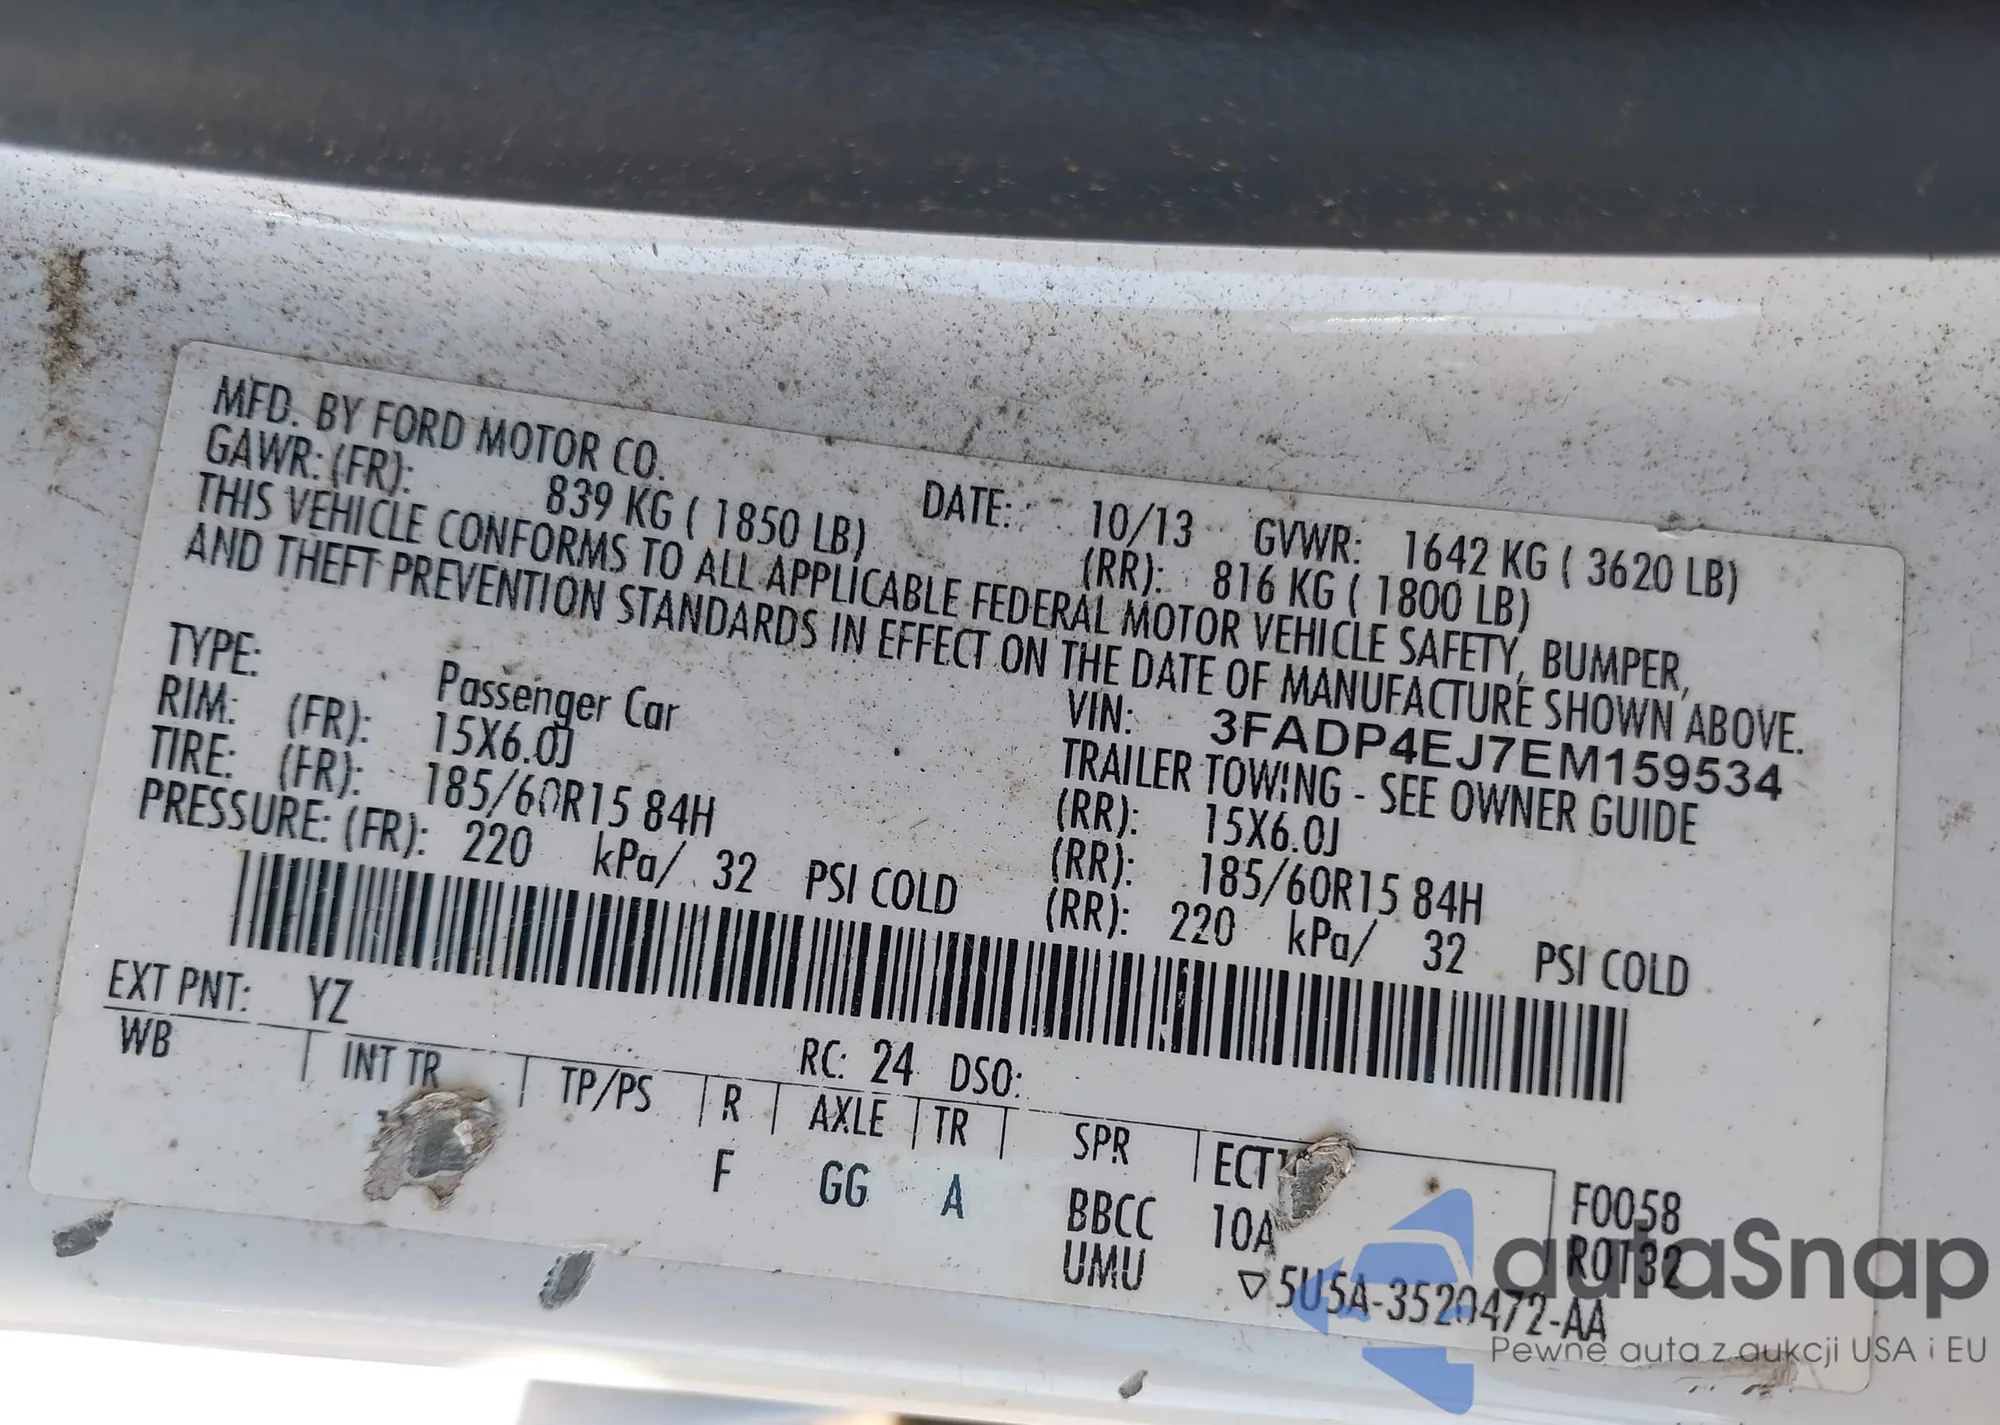 MFD. BY FORD MOTOR CO. DATE: 10/13 GVWR: 1642 KG ( 3620 LB)
GAWR: (FR): 839 KG ( 1850 LB) (RR): 816 KG ( 1800 LB)
THIS VEHICLE CONFORMS TO ALL APPLICABLE FEDERAL MOTOR VEHICLE SAFETY, BUMPER,
AND THEFT PREVENTION STANDARDS IN EFFECT ON THE DATE OF MANUFACTURE SHOWN ABOVE.
VIN: 3FADP4EJ7EM159534
TYPE: Passenger Car TRAILER TOWING - SEE OWNER GUIDE
RIM: (FR): 15X6.0J (RR): 15X6.0J
TIRE: (FR): 185/60R15 84H (RR): 185/60R15 84H
PRESSURE: (FR): 220 kPa/ 32 PSI COLD (RR): 220 kPa/ 32 PSI COLD
EXT PNT: YZ RC: 24 DSO:
WB INT TR TP/PS R AXLE TR SPR F0058
F GG A BBCC 10A
UMU ▽5U5A-3520472-AA
autaSnap
Pewne auta z aukcji USA i EU